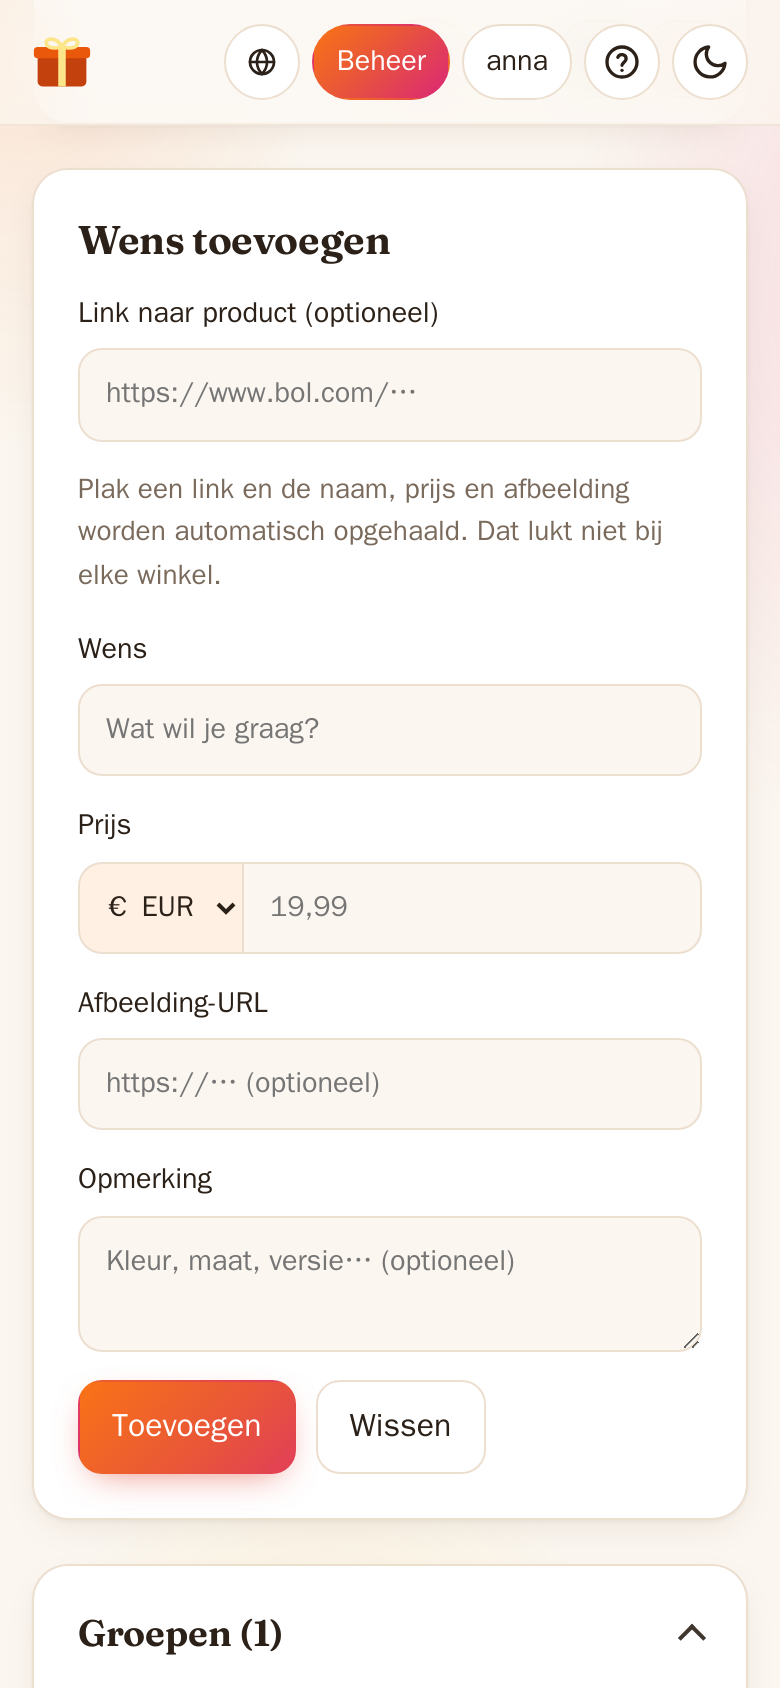 Beheer
anna
Wens toevoegen
Link naar product (optioneel)
https://www.bol.com/…
Plak een link en de naam, prijs en afbeelding
worden automatisch opgehaald. Dat lukt niet bij
elke winkel.
Wens
Wat wil je graag?
Prijs
€ EUR
19,99
Afbeelding-URL
https://… (optioneel)
Opmerking
Kleur, maat, versie… (optioneel)
Toevoegen
Wissen
Groepen (1)